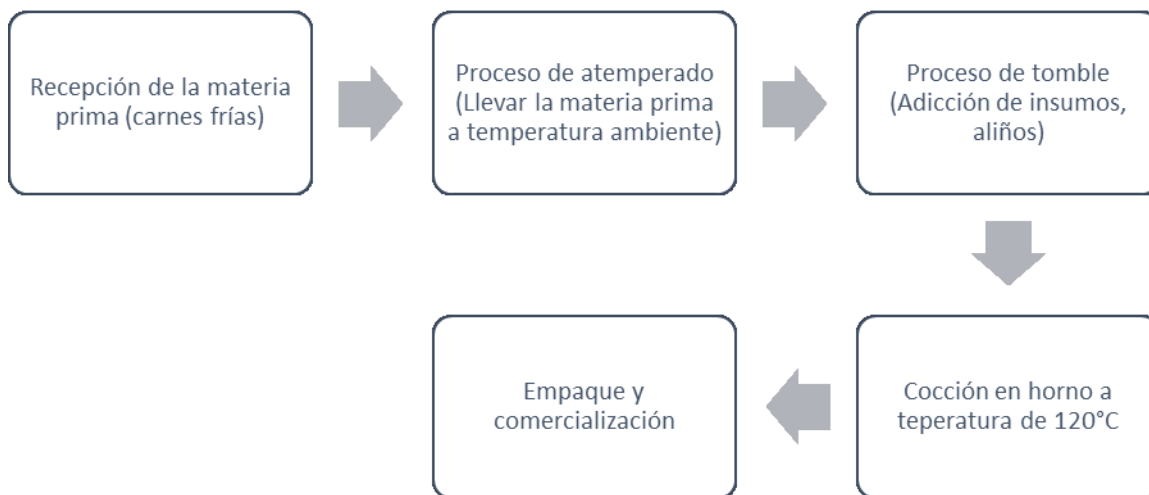 Recepción de la materia
prima (carnes frías)
Proceso de atemperado
(Llevar la materia prima
a temperatura ambiente)
Proceso de tomble
(Adicción de insumos,
aliños)
Cocción en horno a
teperatura de 120°C
Empaque y
comercialización